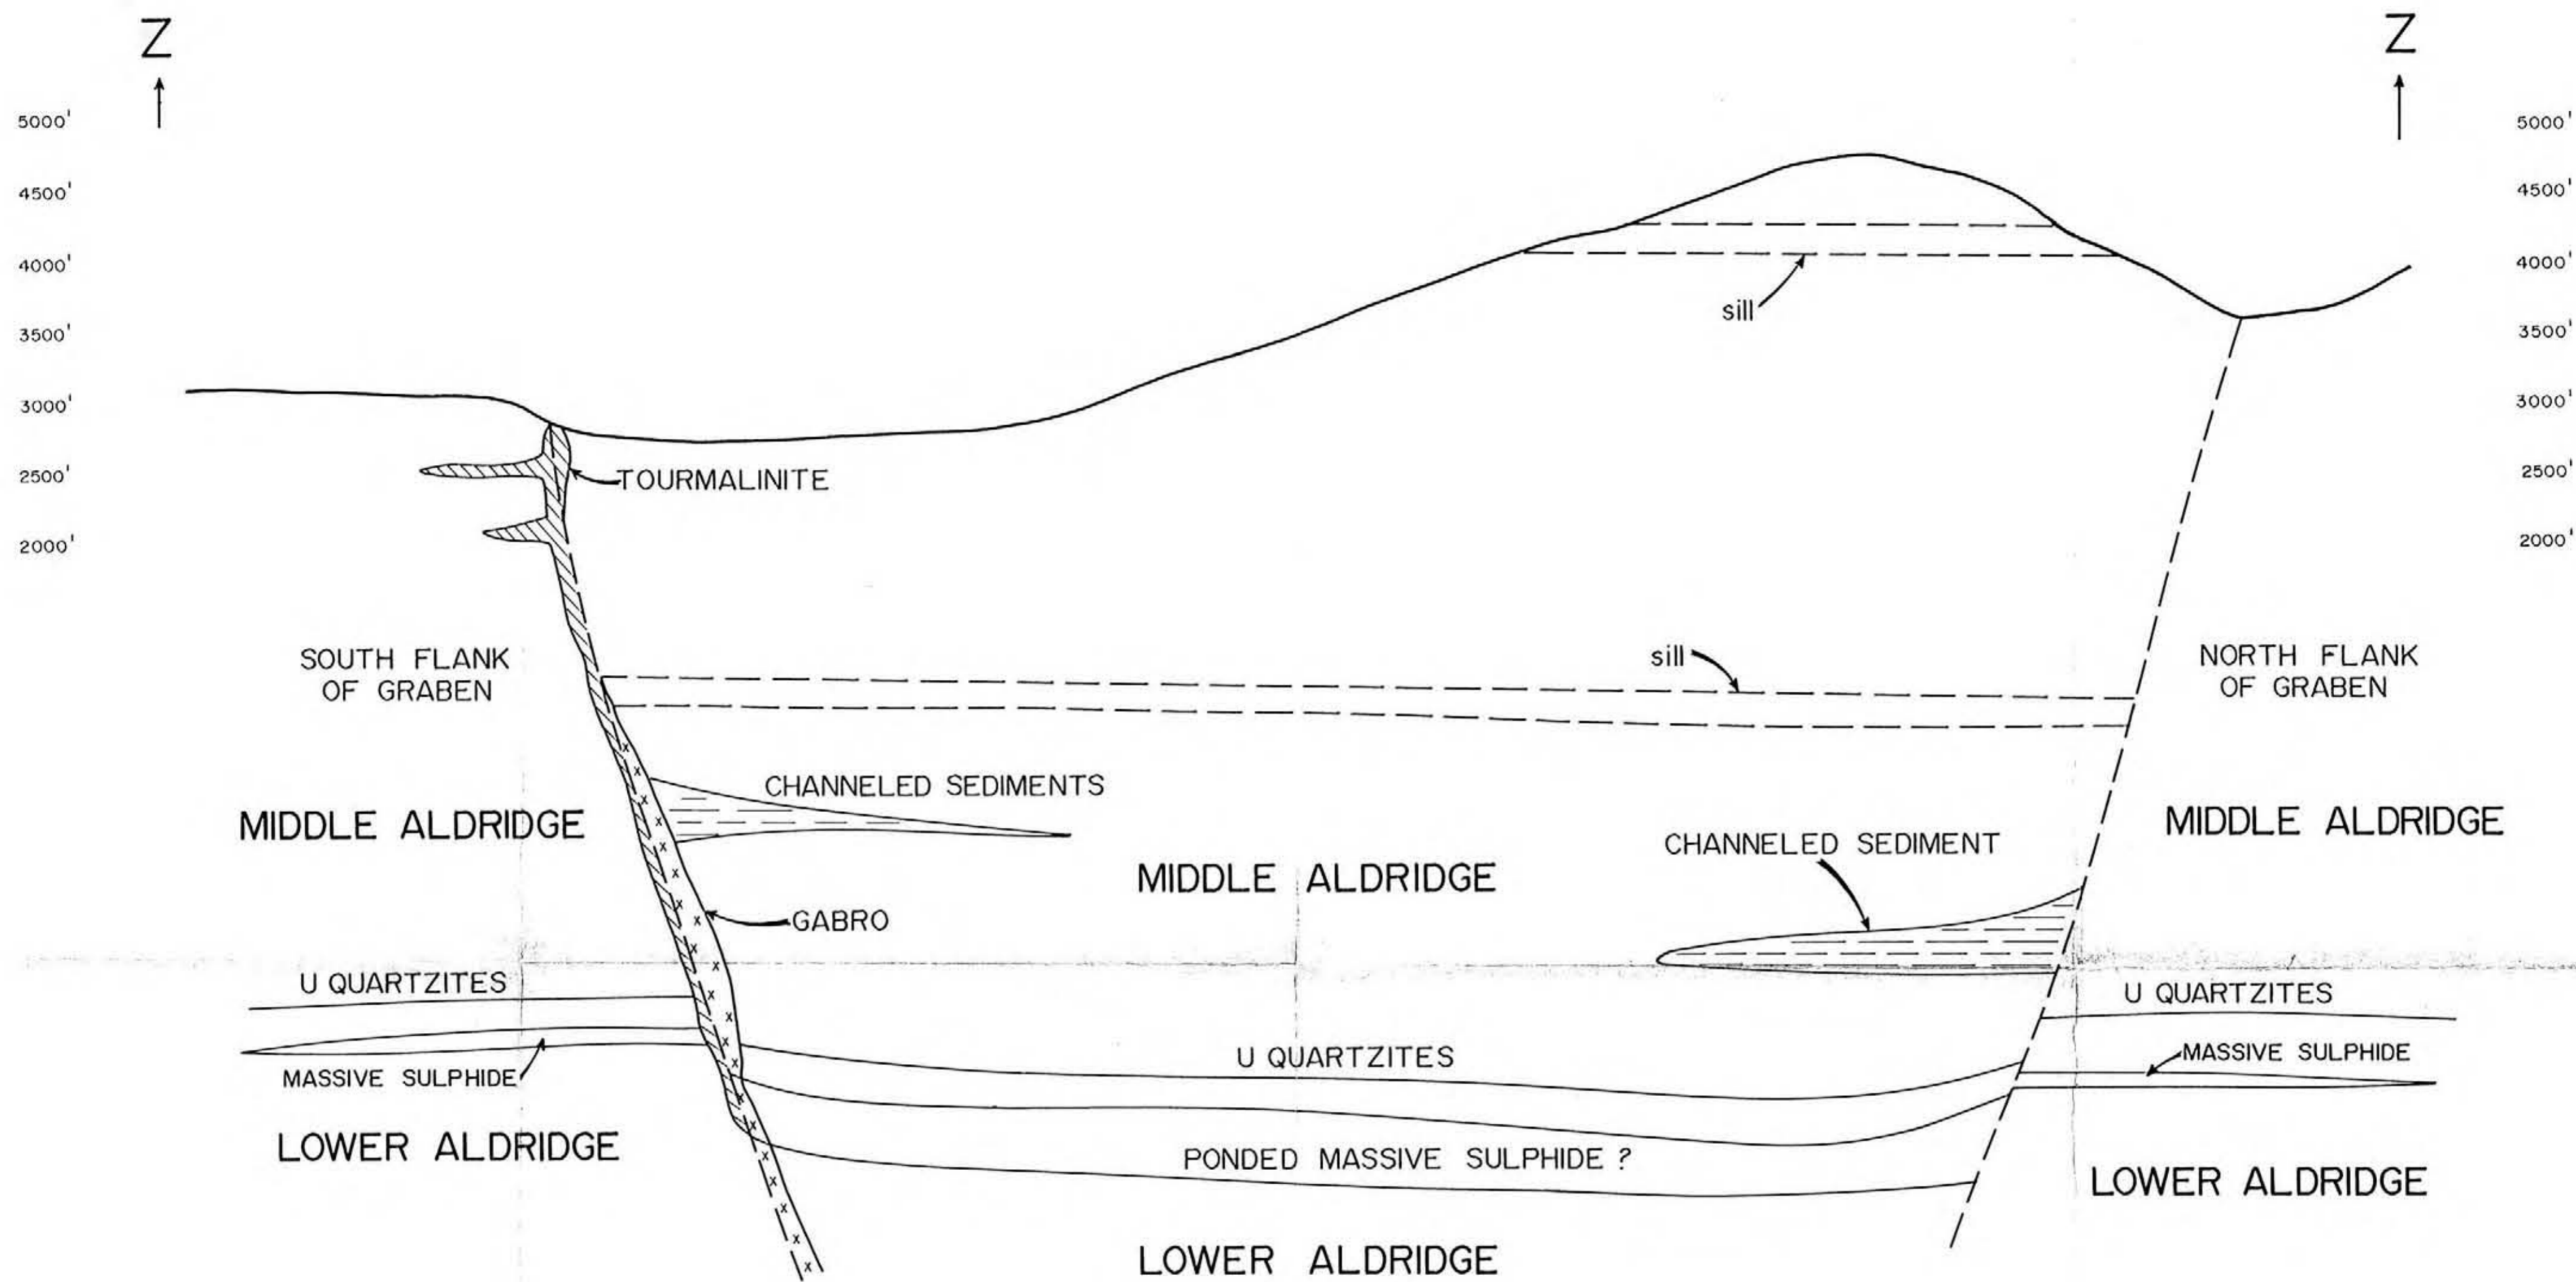 Z
Z
5000'
5000'
4500'
4500'
4000'
4000'
sill
3500'
3500'
3000'
3000'
2500'
TOURMALINITE
2500'
2000'
2000'
SOUTH FLANK
OF GRABEN
sill
NORTH FLANK
OF GRABEN
CHANNELED SEDIMENTS
MIDDLE ALDRIDGE
MIDDLE ALDRIDGE
CHANNELED SEDIMENT
MIDDLE ALDRIDGE
GABRO
U QUARTZITES
U QUARTZITES
U QUARTZITES
MASSIVE SULPHIDE
MASSIVE SULPHIDE
LOWER ALDRIDGE
PONDED MASSIVE SULPHIDE ?
LOWER ALDRIDGE
LOWER ALDRIDGE